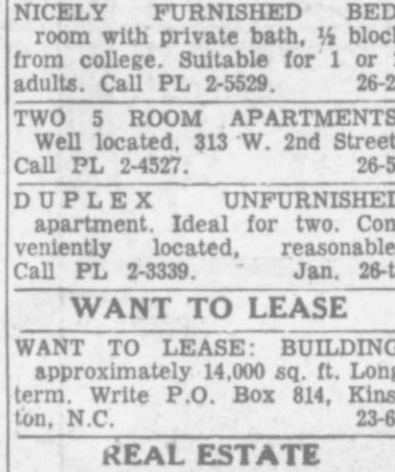 NICELY FURNISHED BED
room with private bath, ½ bloc
from college. Suitable for 1 or
adults. Call PL 2-5529. 26-2
TWO 5 ROOM APARTMENTS
Well located, 313 W. 2nd Street
Call PL 2-4527. 26-5
DUPLEX UNFURNISHED
apartment. Ideal for two. Con
veniently located, reasonable
Call PL 2-3339. Jan. 26-t
WANT TO LEASE
WANT TO LEASE: BUILDING
approximately 14,000 sq. ft. Long
term. Write P.O. Box 814, Kins
ton, N.C. 23-6
REAL ESTATE